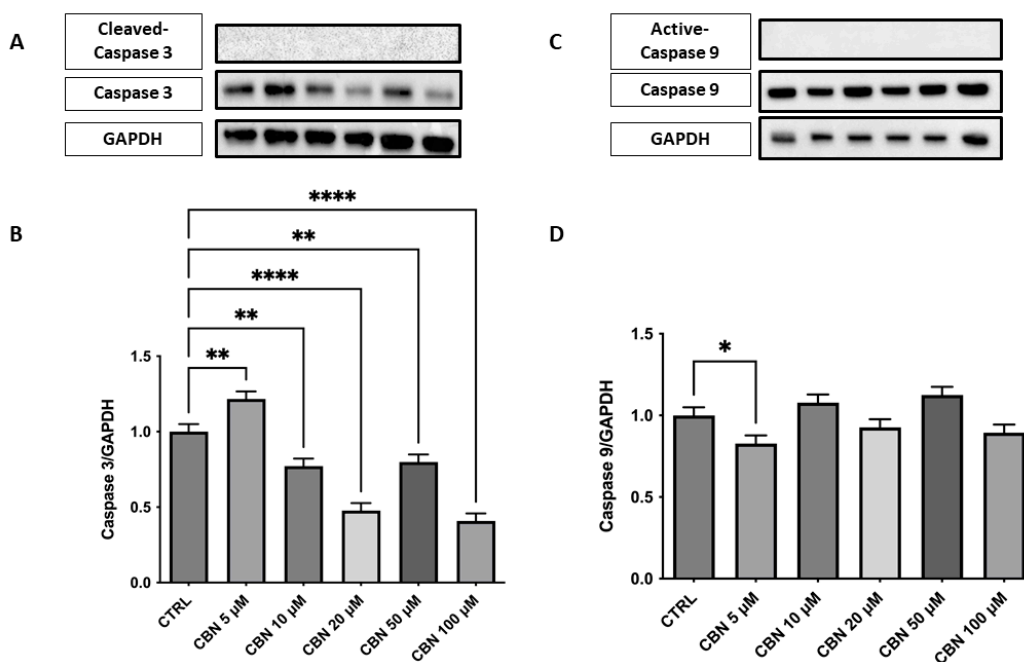 A
Cleaved-
Caspase 3
Caspase 3
GAPDH
C
Active-
Caspase 9
Caspase 9
GAPDH
B
****
**
****
**
**
1.5
1.0
0.5
0.0
Caspase 3/GAPDH
CTRL
CBN 5 µM
CBN 10 µM
CBN 20 µM
CBN 50 µM
CBN 100 µM
D
*
1.5
1.0
0.5
0.0
Caspase 9/GAPDH
CTRL
CBN 5 µM
CBN 10 µM
CBN 20 µM
CBN 50 µM
CBN 100 µM